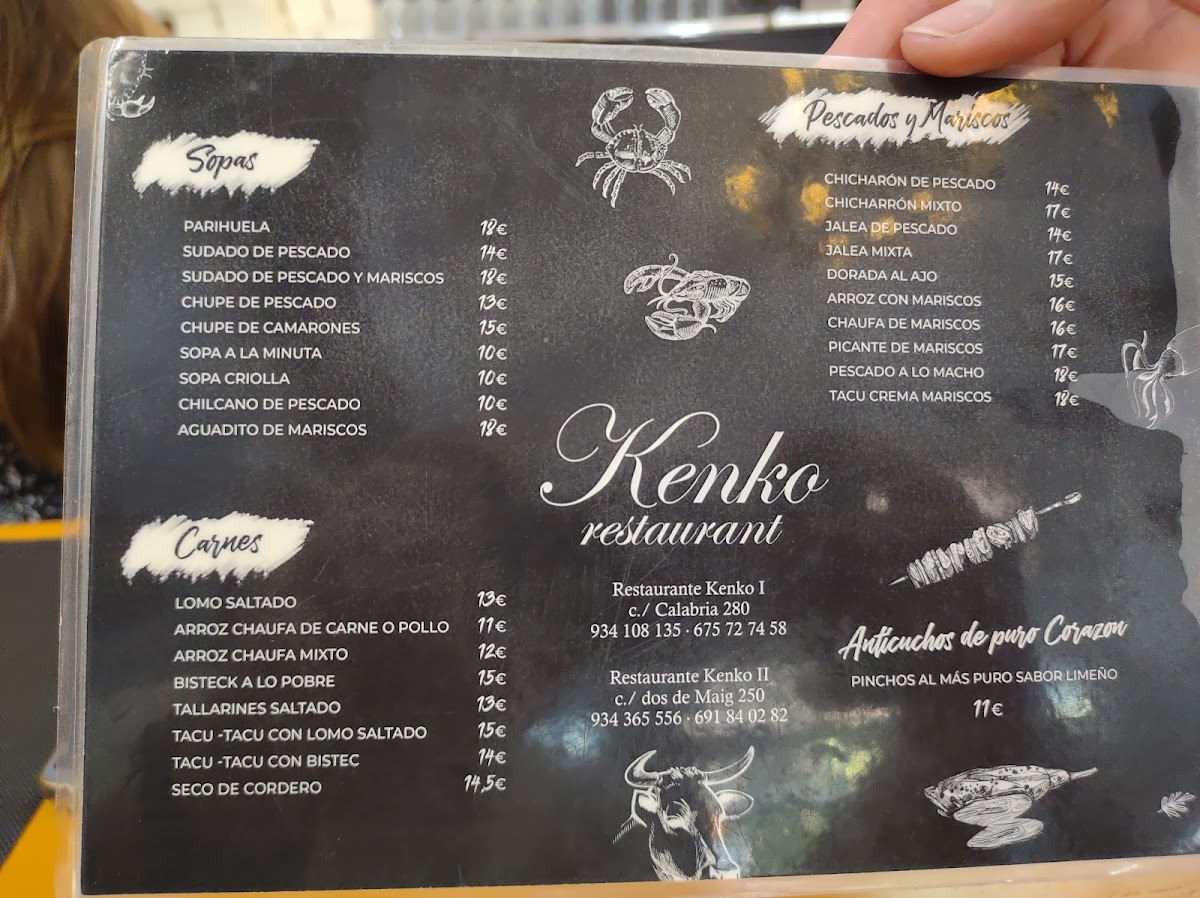 Sopas
PARIHUELA 18€
SUDADO DE PESCADO 14€
SUDADO DE PESCADO Y MARISCOS 18€
CHUPE DE PESCADO 13€
CHUPE DE CAMARONES 15€
SOPA A LA MINUTA 10€
SOPA CRIOLLA 10€
CHILCANO DE PESCADO 10€
AGUADITO DE MARISCOS 18€
Carnes
LOMO SALTADO 13€
ARROZ CHAUFA DE CARNE O POLLO 11€
ARROZ CHAUFA MIXTO 12€
BISTECK A LO POBRE 15€
TALLARINES SALTADO 13€
TACU -TACU CON LOMO SALTADO 15€
TACU -TACU CON BISTEC 14€
SECO DE CORDERO 14,5€
Kenko
restaurant
Restaurante Kenko I
c./ Calabria 280
934 108 135 · 675 72 74 58
Restaurante Kenko II
c./ dos de Maig 250
934 365 556 · 691 84 02 82
Pescados y Mariscos
CHICHARÓN DE PESCADO 14€
CHICHARRÓN MIXTO 17€
JALEA DE PESCADO 14€
JALEA MIXTA 17€
DORADA AL AJO 15€
ARROZ CON MARISCOS 16€
CHAUFA DE MARISCOS 16€
PICANTE DE MARISCOS 17€
PESCADO A LO MACHO 18€
TACU CREMA MARISCOS 18€
Anticuchos de puro Corazon
PINCHOS AL MÁS PURO SABOR LIMEÑO
11€